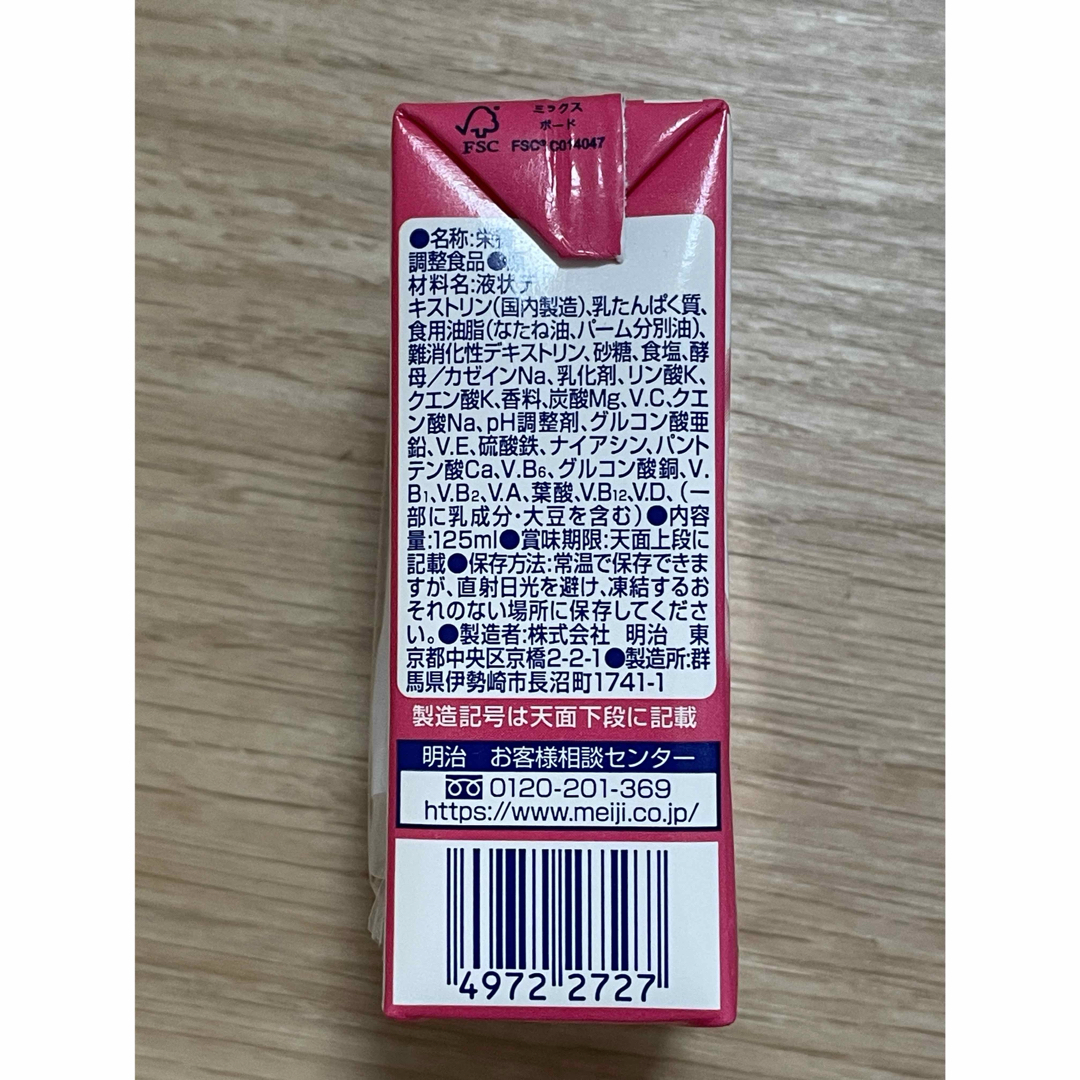 ミックス
ボード
FSC
FSC® C014047
●名称:栄
調整食品●
材料名:液状デ
キストリン(国内製造)、乳たんぱく質、
食用油脂(なたね油、パーム分別油)、
難消化性デキストリン、砂糖、食塩、酵
母／カゼインNa、乳化剤、リン酸K、
クエン酸K、香料、炭酸Mg、V.C、クエ
ン酸Na、pH調整剤、グルコン酸亜
鉛、V.E、硫酸鉄、ナイアシン、パント
テン酸Ca、V.B6、グルコン酸銅、V.
B1、V.B2、V.A、葉酸、V.B12、V.D、(一
部に乳成分・大豆を含む)●内容
量:125ml●賞味期限:天面上段に
記載●保存方法:常温で保存できま
すが、直射日光を避け、凍結するお
それのない場所に保存してくださ
い。●製造者:株式会社 明治 東
京都中央区京橋2-2-1●製造所:群
馬県伊勢崎市長沼町1741-1
製造記号は天面下段に記載
明治 お客様相談センター
0120-201-369
https://www.meiji.co.jp/
4972 2727